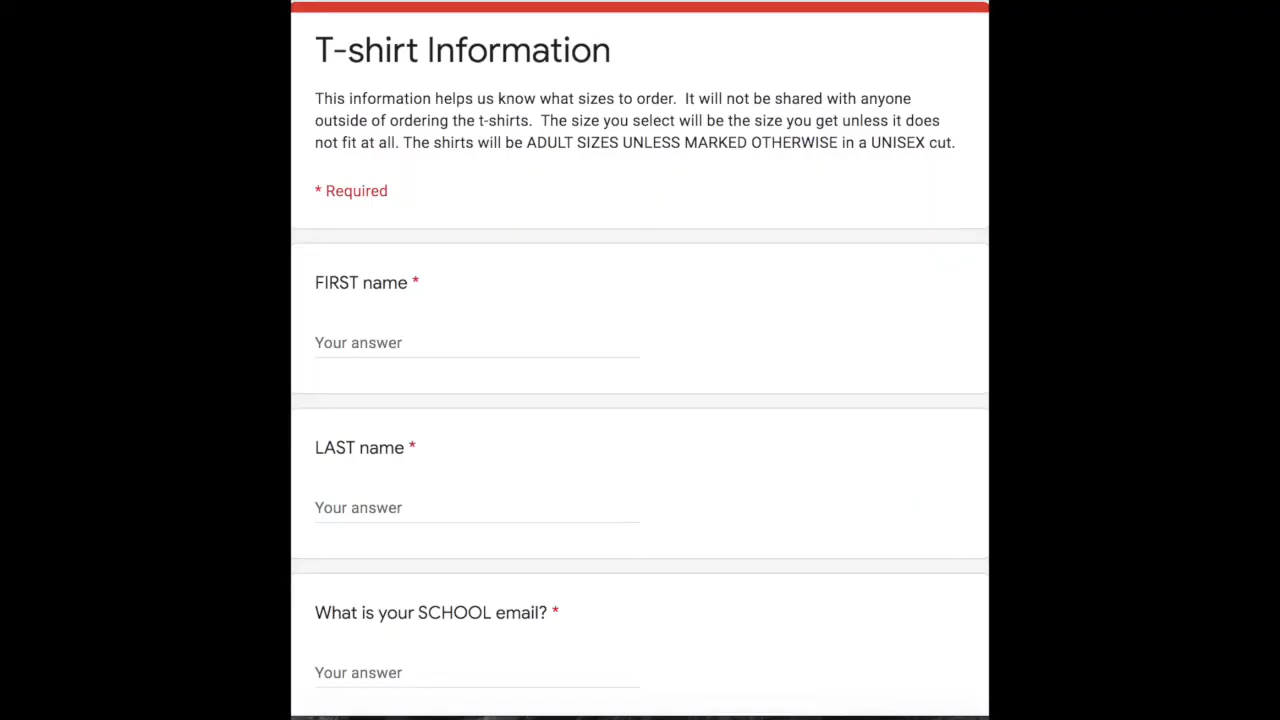 T-shirt Information
This information helps us know what sizes to order.  It will not be shared with anyone
outside of ordering the t-shirts.  The size you select will be the size you get unless it does
not fit at all. The shirts will be ADULT SIZES UNLESS MARKED OTHERWISE in a UNISEX cut.
* Required
FIRST name *
Your answer
LAST name *
Your answer
What is your SCHOOL email? *
Your answer